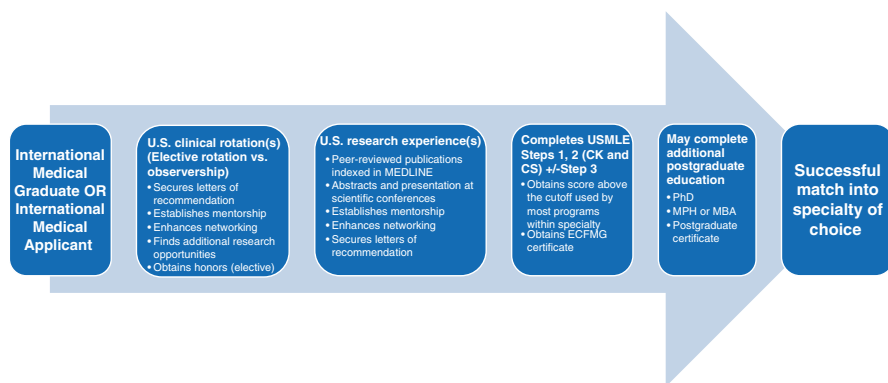 International
Medical
Graduate OR
International
Medical
Applicant
U.S. clinical rotation(s)
(Elective rotation vs.
observership)
• Secures letters of
recommendation
• Establishes mentorship
• Enhances networking
• Finds additional research
opportunities
• Obtains honors (elective)
U.S. research experience(s)
• Peer-reviewed publications
indexed in MEDLINE
• Abstracts and presentation at
scientific conferences
• Establishes mentorship
• Enhances networking
• Secures letters of
recommendation
Completes USMLE
Steps 1, 2 (CK and
CS) +/-Step 3
• Obtains score above
the cutoff used by
most programs
within specialty
• Obtains ECFMG
certificate
May complete
additional
postgraduate
education
• PhD
• MPH or MBA
• Postgraduate
certificate
Successful
match into
specialty of
choice